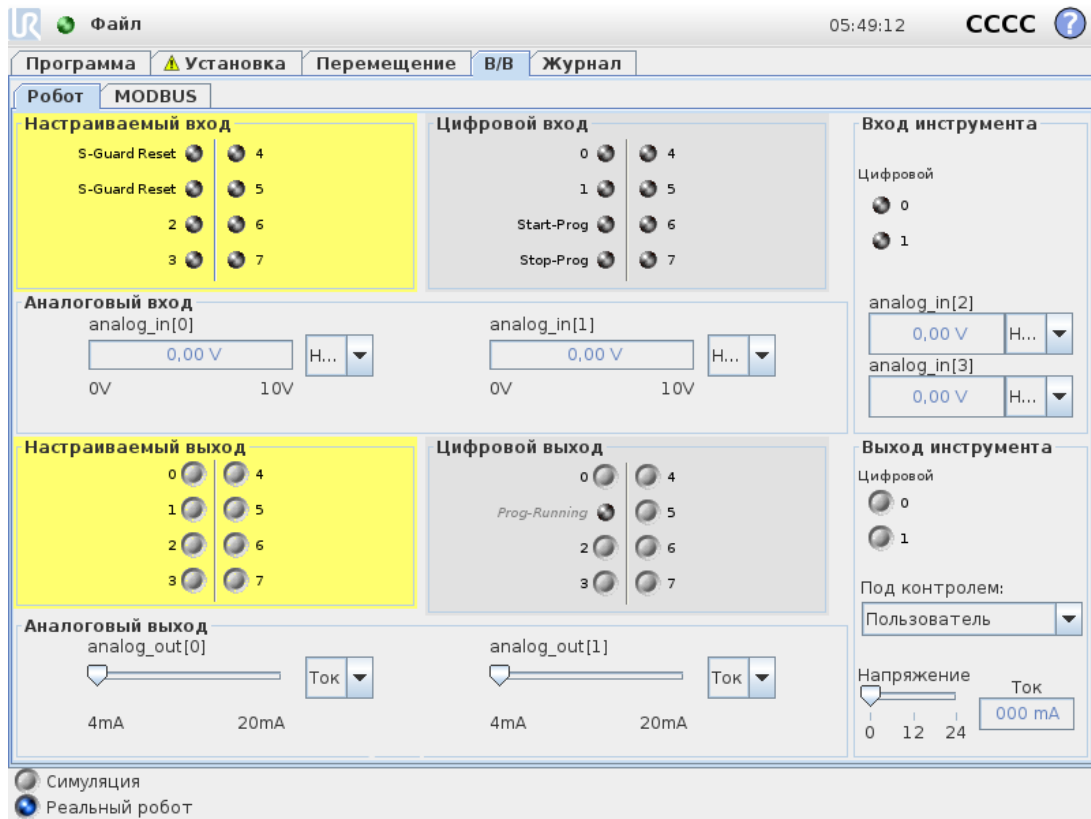 UR Файл 05:49:12 CCCC ?
Программа Установка Перемещение В/В Журнал
Робот MODBUS
Настраиваемый вход
S-Guard Reset 4
S-Guard Reset 5
2 6
3 7
Цифровой вход
0 4
1 5
Start-Prog 6
Stop-Prog 7
Вход инструмента
Цифровой
0
1
Аналоговый вход
analog_in[0]
0,00 V Н...
0V 10V
analog_in[1]
0,00 V Н...
0V 10V
analog_in[2]
0,00 V Н...
analog_in[3]
0,00 V Н...
Настраиваемый выход
0 4
1 5
2 6
3 7
Цифровой выход
0 4
Prog-Running 5
2 6
3 7
Выход инструмента
Цифровой
0
1
Под контролем:
Пользователь
Аналоговый выход
analog_out[0]
Ток
4mA 20mA
analog_out[1]
Ток
4mA 20mA
Напряжение
0 12 24
Ток
000 mA
Симуляция
Реальный робот